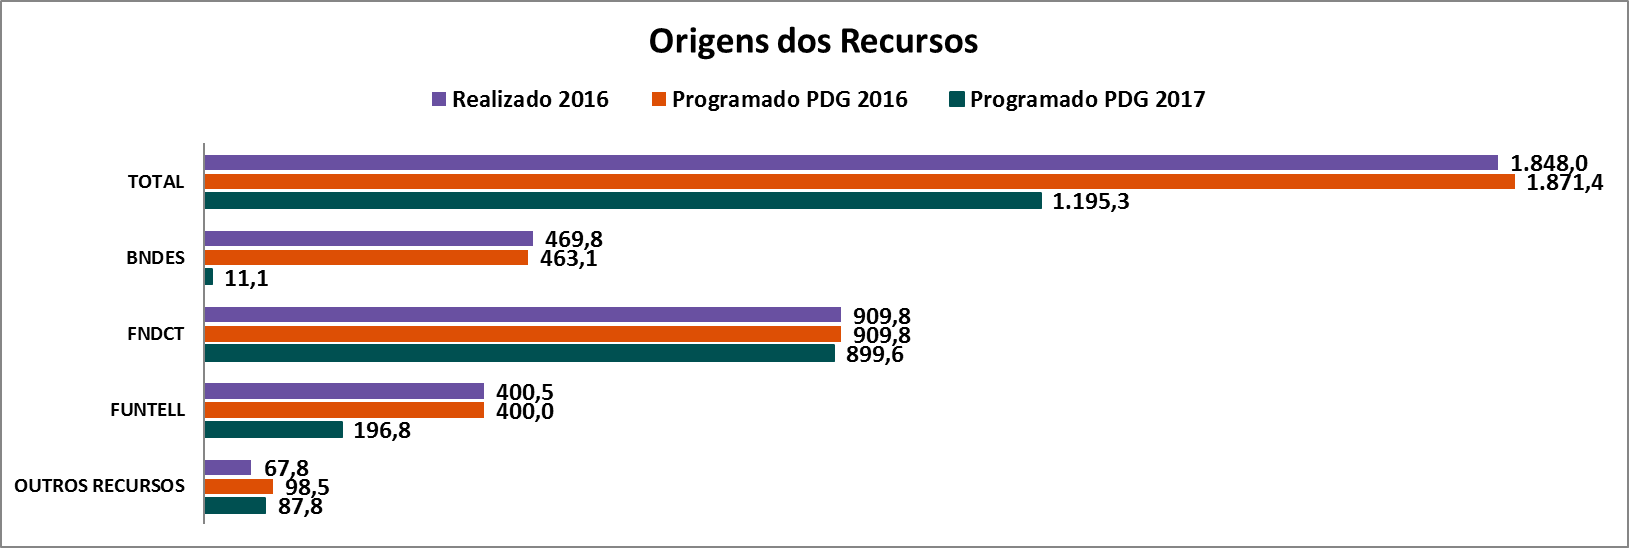 Origens dos Recursos
Realizado 2016 Programado PDG 2016 Programado PDG 2017
TOTAL
1.848,0
1.871,4
1.195,3
BNDES
469,8
463,1
11,1
FNDCT
909,8
909,8
899,6
FUNTELL
400,5
400,0
196,8
OUTROS RECURSOS
67,8
98,5
87,8